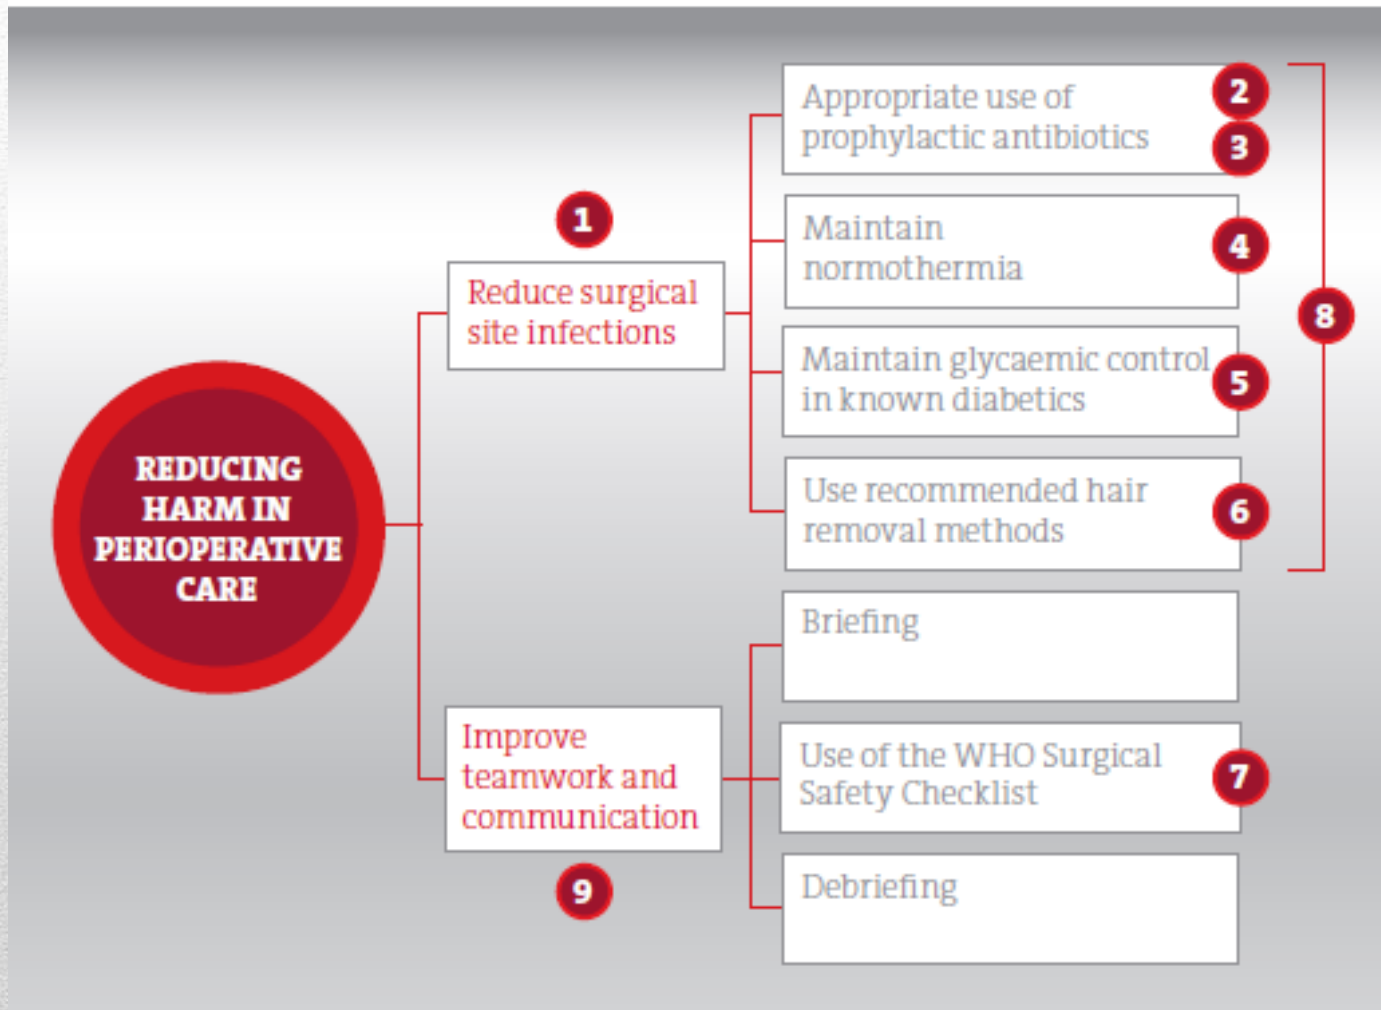 REDUCING
HARM IN
PERIOPERATIVE
CARE
1
Reduce surgical
site infections
Appropriate use of
prophylactic antibiotics
2
3
Maintain
normothermia
4
Maintain glycaemic control
in known diabetics
5
Use recommended hair
removal methods
6
8
Improve
teamwork and
communication
9
Briefing
Use of the WHO Surgical
Safety Checklist
7
Debriefing